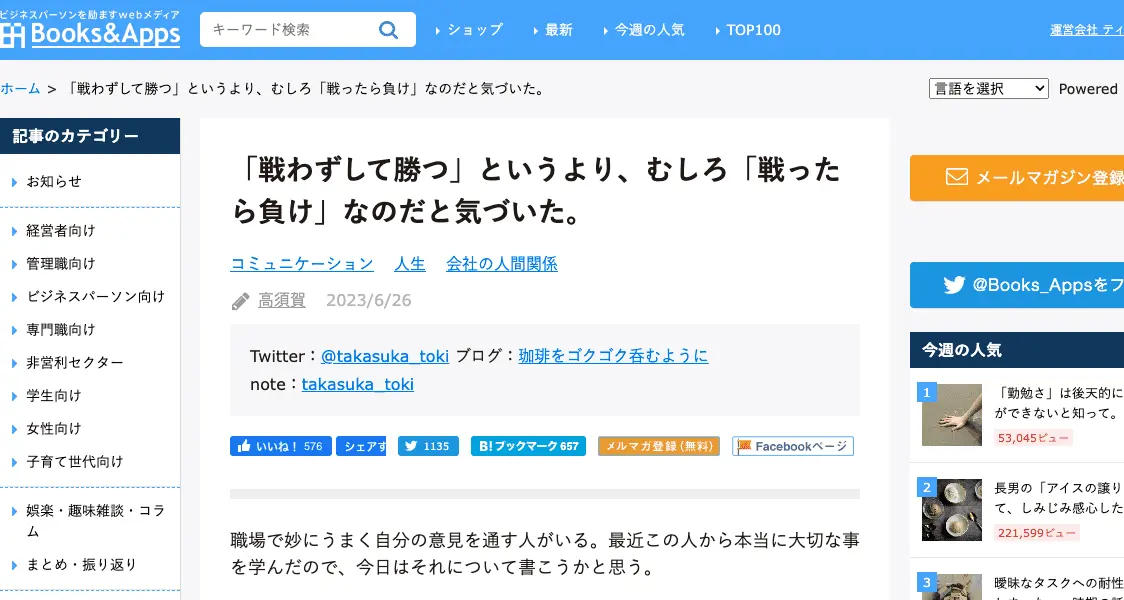 ビジネスパーソンを励ますwebメディア
Books&Apps
キーワード検索
ショップ
最新
今週の人気
TOP100
運営会社 ティ
ホーム > 「戦わずして勝つ」というより、むしろ「戦ったら負け」なのだと気づいた。
言語を選択
Powered
記事のカテゴリー
お知らせ
経営者向け
管理職向け
ビジネスパーソン向け
専門職向け
非営利セクター
学生向け
女性向け
子育て世代向け
娯楽・趣味雑談・コラ
ム
まとめ・振り返り
「戦わずして勝つ」というより、むしろ「戦った
ら負け」なのだと気づいた。
コミュニケーション 人生 会社の人間関係
高須賀 2023/6/26
Twitter：@takasuka_toki ブログ：珈琲をゴクゴク呑むように
note：takasuka_toki
いいね！ 576
シェアす
1135
B!ブックマーク 657
メルマガ登録(無料)
Facebookページ
職場で妙にうまく自分の意見を通す人がいる。最近この人から本当に大切な事
を学んだので、今日はそれについて書こうかと思う。
メールマガジン登録
@Books_Appsをフ
今週の人気
1
「勤勉さ」は後天的に
ができないと知って。
53,045ビュー
2
長男の「アイスの譲り
て、しみじみ感心した
221,599ビュー
3
曖昧なタスクへの耐性